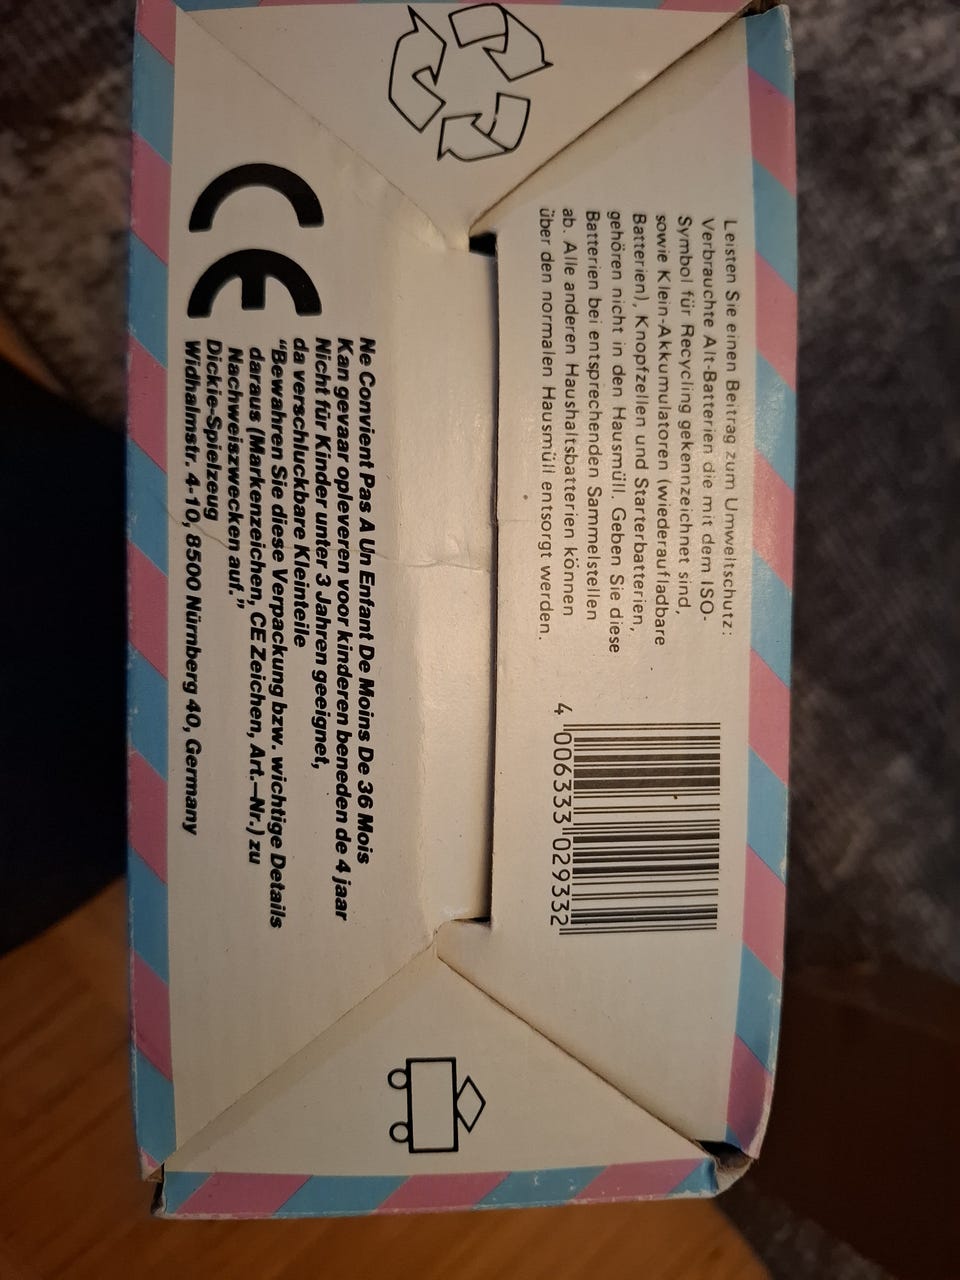 Leisten Sie einen Beitrag zum Umweltschutz:
Verbrauchte Alt-Batterien die mit dem ISO-
Symbol für Recycling gekennzeichnet sind,
sowie Klein-Akkumulatoren (wiederaufladbare
Batterien), Knopfzellen und Starterbatterien,
gehören nicht in den Hausmüll. Geben Sie diese
Batterien bei entsprechenden Sammelstellen
ab. Alle anderen Haushaltsbatterien können
über den normalen Hausmüll entsorgt werden.
4 006333 029332
CE
Ne Convient Pas A Un Enfant De Moins De 36 Mois
Kan gevaar opleveren voor kinderen beneden de 4 jaar
Nicht für Kinder unter 3 Jahren geeignet,
da verschluckbare Kleinteile
"Bewahren Sie diese Verpackung bzw. wichtige Details
daraus (Markenzeichen, CE Zeichen, Art.-Nr.) zu
Nachweiszwecken auf."
Dickie-Spielzeug
Widhalmstr. 4-10, 8500 Nürnberg 40, Germany